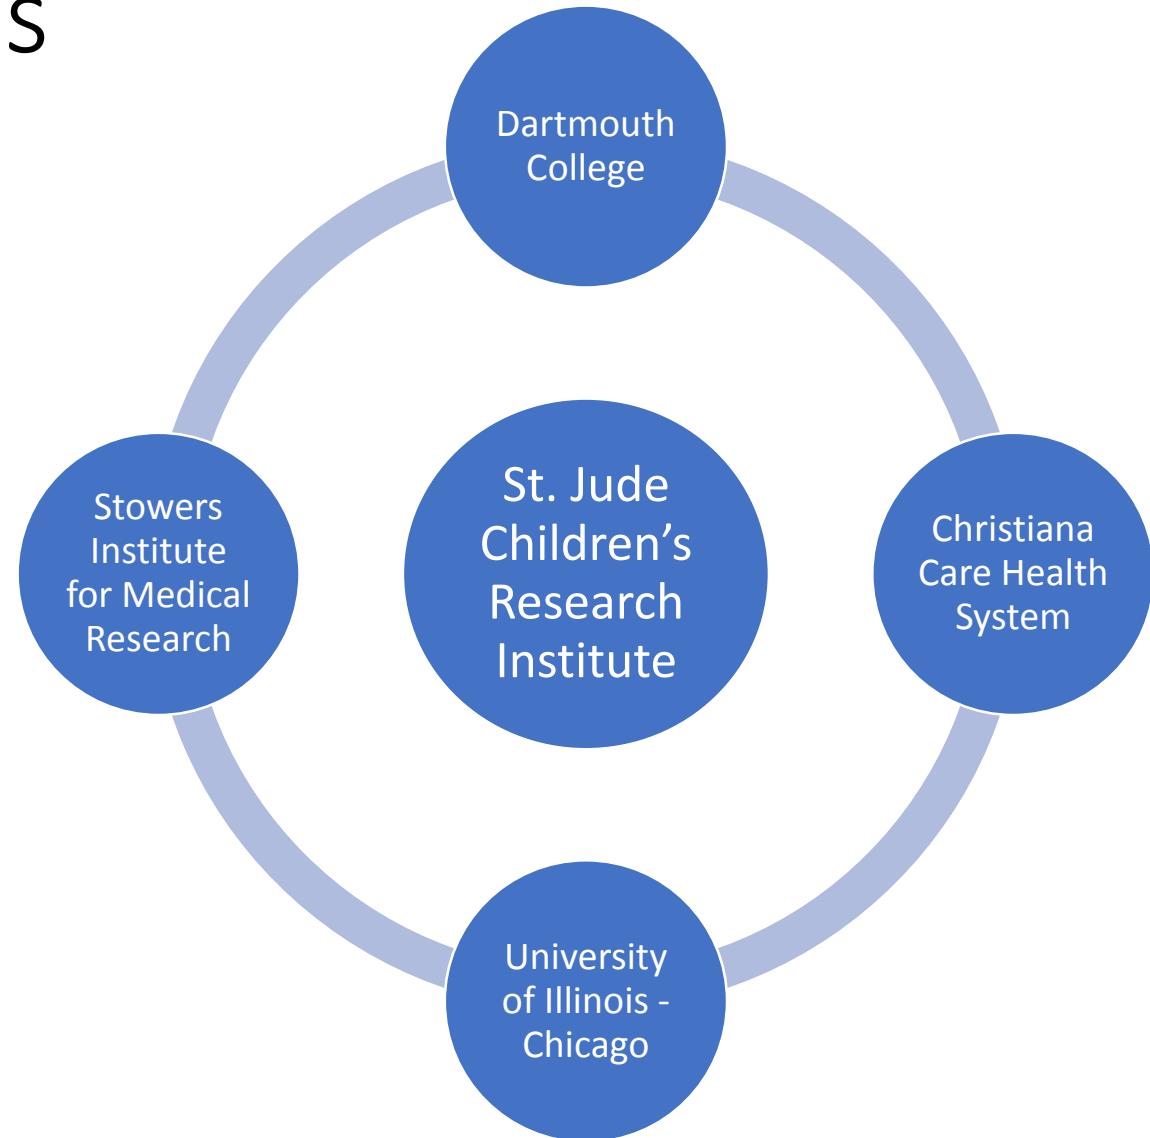 s
Dartmouth
College
Stowers
Institute
for Medical
Research
St. Jude
Children’s
Research
Institute
Christiana
Care Health
System
University
of Illinois -
Chicago